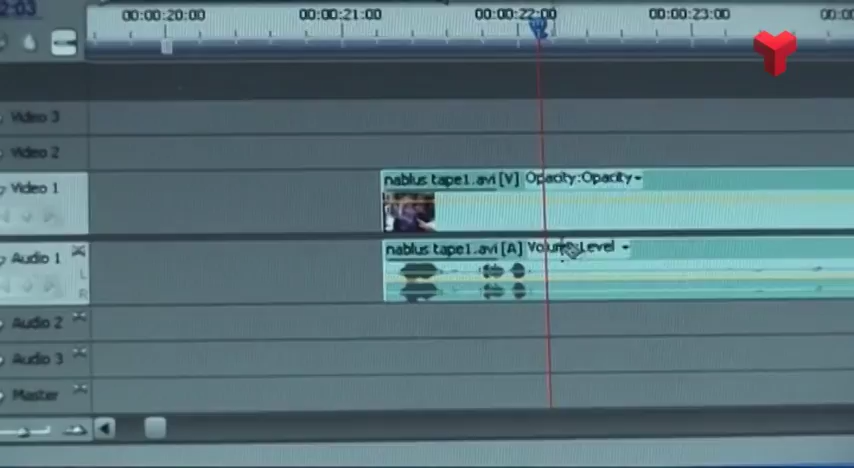 2:03
00:00:20:00 00:00:21:00 00:00:22:00 00:00:23:00
Video 3
Video 2
Video 1
nablus tape1.avi [V] Opacity:Opacity
Audio 1
nablus tape1.avi [A] Volume:Level
L
R
Audio 2
Audio 3
Master